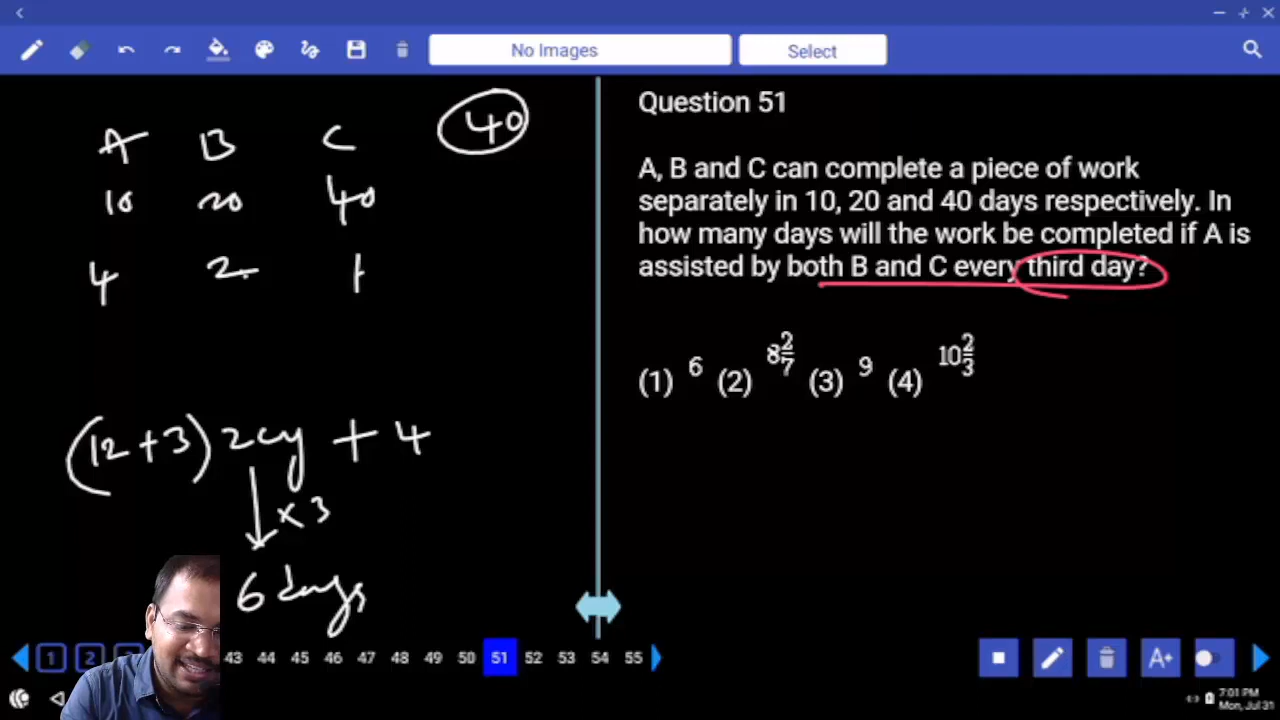 No Images
Select
A B C
10 20 40
4 2 1
40
(12+3) 2 cy + 4
× 3
6 days
Question 51
A, B and C can complete a piece of work
separately in 10, 20 and 40 days respectively. In
how many days will the work be completed if A is
assisted by both B and C every third day?
(1) 6 (2) 8 2/7 (3) 9 (4) 10 2/3
1 2 43 44 45 46 47 48 49 50 51 52 53 54 55
A+
7:01 PM
Mon, Jul 31